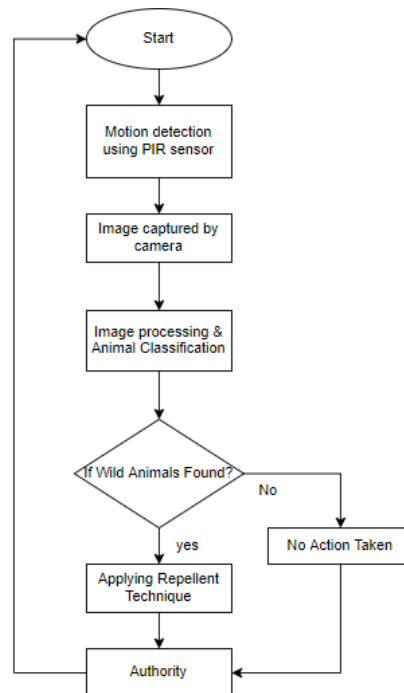 Start
Motion detection
using PIR sensor
Image captured by
camera
Image processing &
Animal Classification
If Wild Animals Found?
No
yes
No Action Taken
Applying Repellent
Technique
Authority